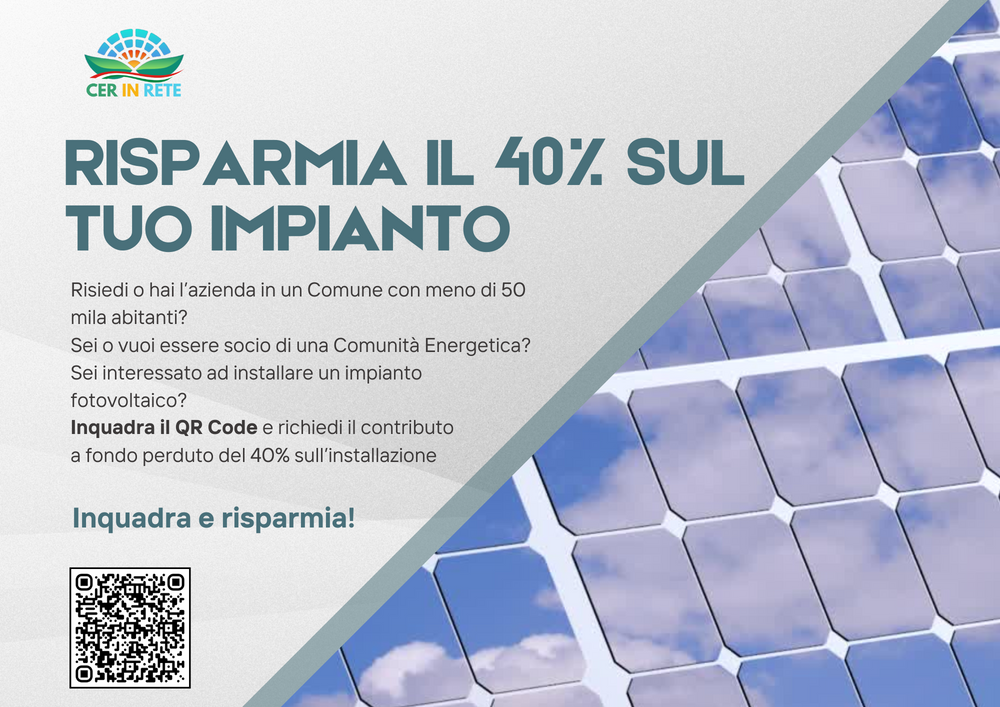 CER IN RETE
RISPARMIA IL 40% SUL
TUO IMPIANTO
Risiedi o hai l'azienda in un Comune con meno di 50
mila abitanti?
Sei o vuoi essere socio di una Comunità Energetica?
Sei interessato ad installare un impianto
fotovoltaico?
Inquadra il QR Code e richiedi il contributo
a fondo perduto del 40% sull'installazione
Inquadra e risparmia!